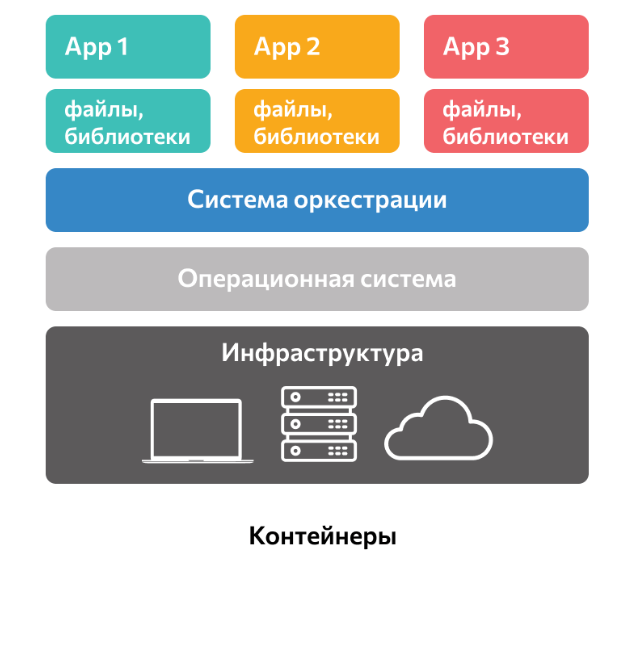 App 1
App 2
App 3
файлы,
библиотеки
файлы,
библиотеки
файлы,
библиотеки
Система оркестрации
Операционная система
Инфраструктура
Контейнеры